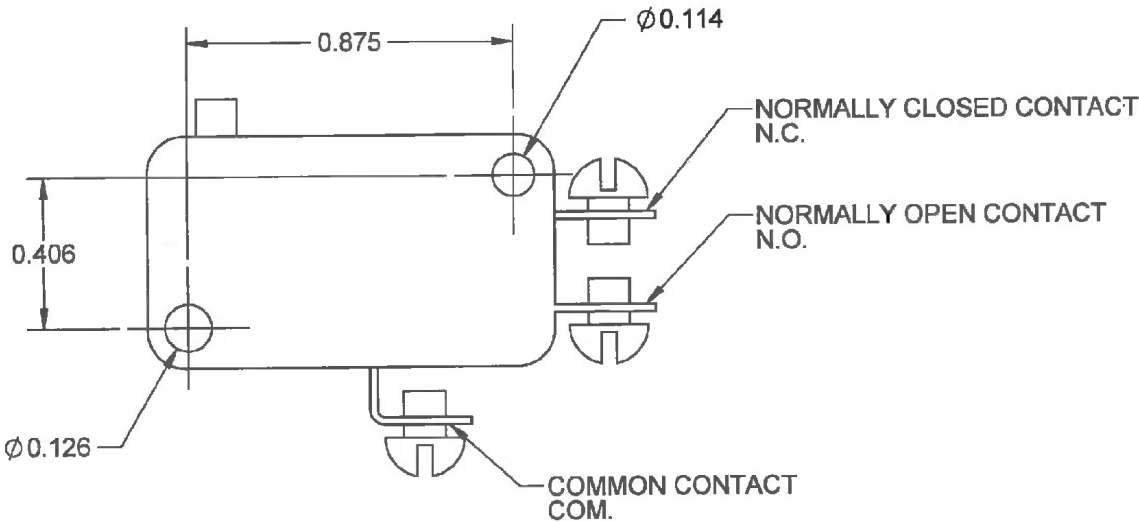 Ø0.114
0.875
NORMALLY CLOSED CONTACT
N.C.
NORMALLY OPEN CONTACT
N.O.
0.406
Ø0.126
COMMON CONTACT
COM.